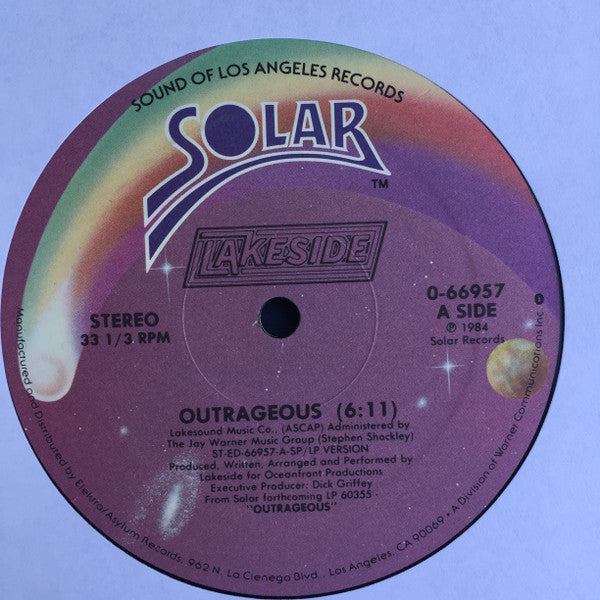 SOUND OF LOS ANGELES RECORDS
SOLAR
™
LAKESIDE
STEREO
33 1/3 RPM
0-66957
A SIDE
℗ 1984
Solar Records
OUTRAGEOUS (6:11)
Lakesound Music Co., (ASCAP) Administered by
The Jay Warner Music Group (Stephen Shockley)
ST-ED-66957-A-SP/LP VERSION
Produced, Written, Arranged and Performed by
Lakeside for Oceanfront Productions
Executive Producer: Dick Griffey
From Solar forthcoming LP 60355 -
"OUTRAGEOUS"
Manufactured and Distributed by Elektra/Asylum Records, 962 N. La Cienega Blvd., Los Angeles, CA 90069 • A Division of Warner Communications Inc.